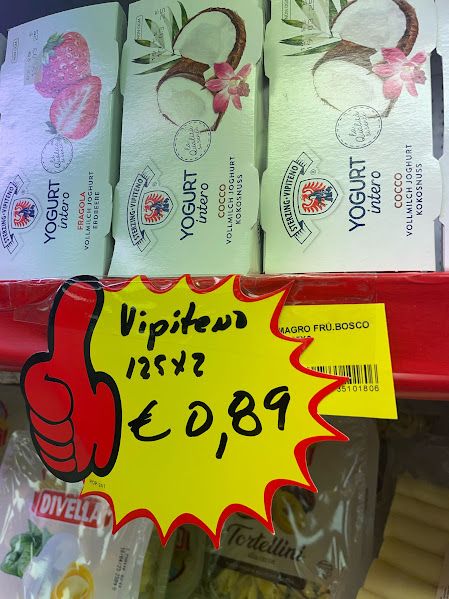 STERZING-VIPITENO
YOGURT
intero
FRAGOLA
VOLLMILCH JOGHURT
ERDBEERE
STERZING-VIPITENO
YOGURT
intero
COCCO
VOLLMILCH JOGHURT
KOKOSNUSS
STERZING-VIPITENO
YOGURT
intero
COCCO
VOLLMILCH JOGHURT
KOKOSNUSS
Vipiteno
125x2
€ 0,89
MAGRO FRÙ.BOSCO
35101806
DIVELLA
Tortellini